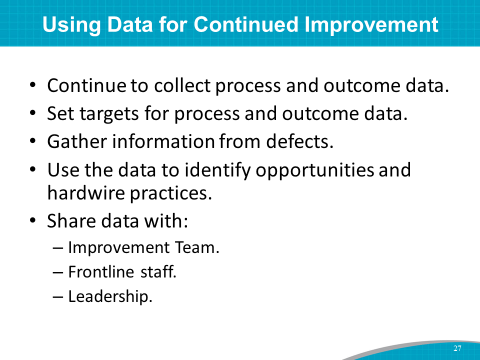 Using Data for Continued Improvement
• Continue to collect process and outcome data.
• Set targets for process and outcome data.
• Gather information from defects.
• Use the data to identify opportunities and
hardwire practices.
• Share data with:
– Improvement Team.
– Frontline staff.
– Leadership.
27